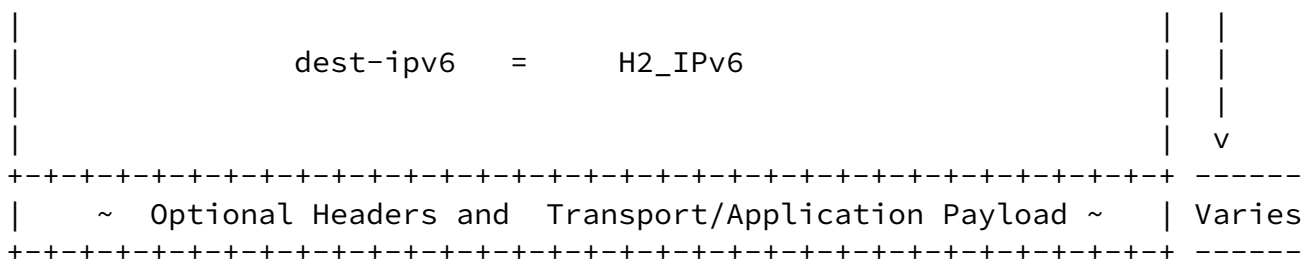 |                                                               |  |
|               dest-ipv6   =     H2_IPv6                       |  |
|                                                               |  |
|                                                               |  v
+-+-+-+-+-+-+-+-+-+-+-+-+-+-+-+-+-+-+-+-+-+-+-+-+-+-+-+-+-+-+-+-+ ------
|    ~  Optional Headers and  Transport/Application Payload ~   | Varies
+-+-+-+-+-+-+-+-+-+-+-+-+-+-+-+-+-+-+-+-+-+-+-+-+-+-+-+-+-+-+-+-+ ------